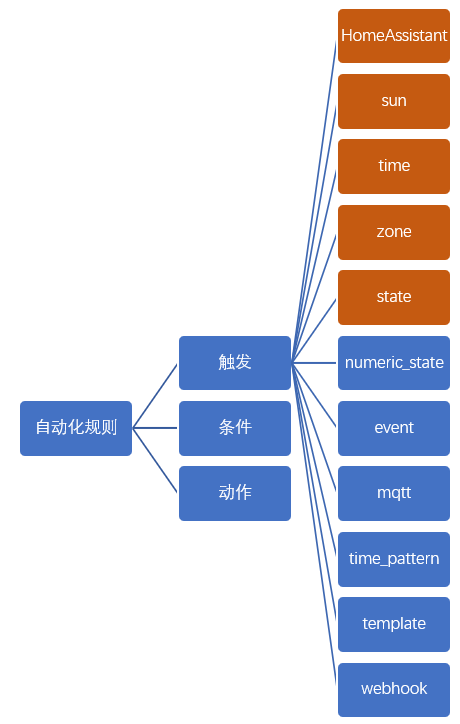 HomeAssistant
sun
time
zone
state
触发
numeric_state
自动化规则
条件
event
动作
mqtt
time_pattern
template
webhook